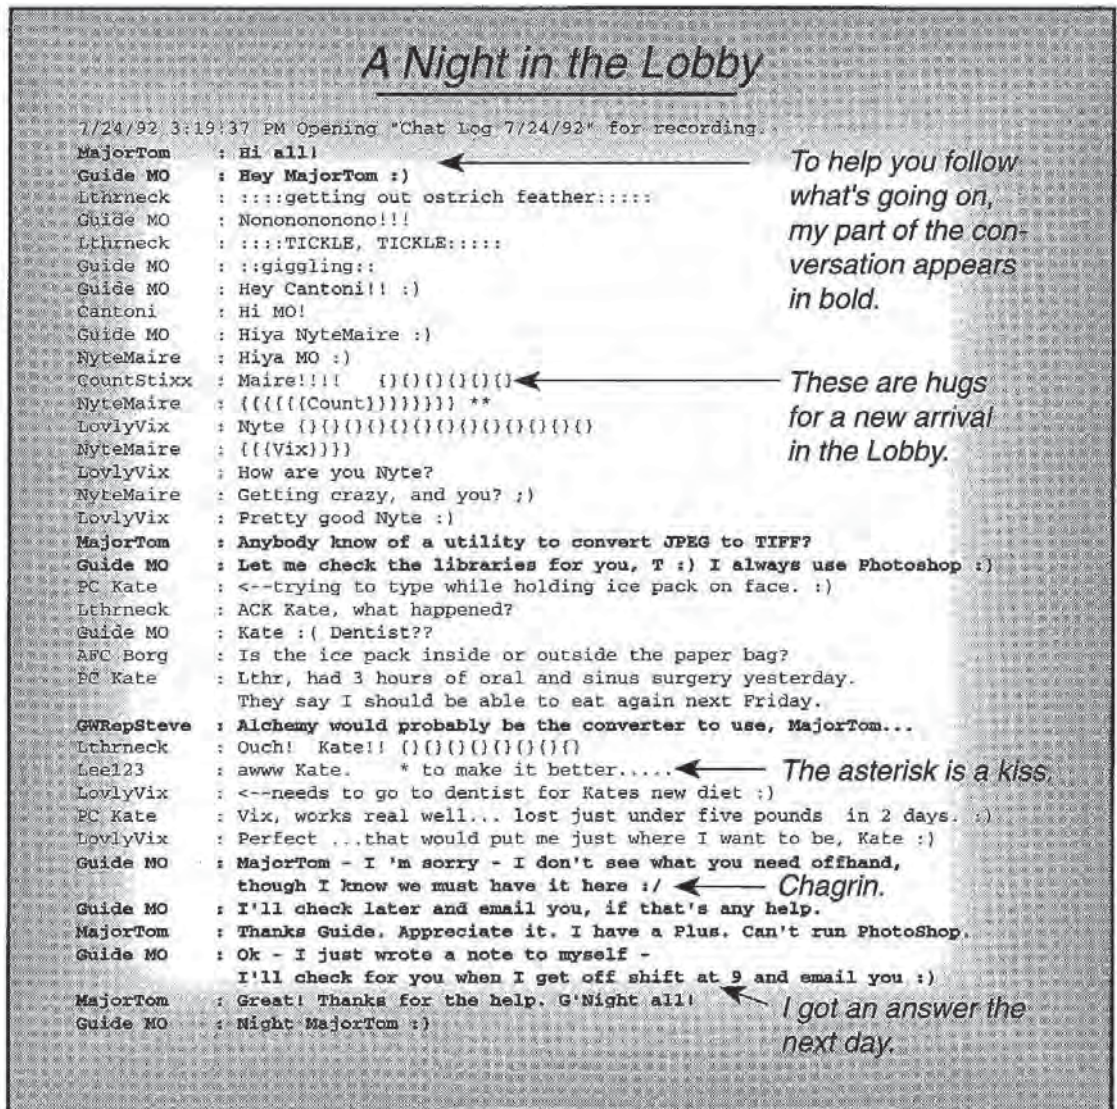 A Night in the Lobby
7/24/92 3:19:37 PM Opening "Chat Log 7/24/92" for recording.
MajorTom : Hi all!
Guide MO : Hey MajorTom :)
Lthrneck : ::::getting out ostrich feather:::::
Guide MO : Nonononononono!!!
Lthrneck : ::::TICKLE, TICKLE:::::
Guide MO : ::giggling::
Guide MO : Hey Cantoni!! :)
Cantoni : Hi MO!
Guide MO : Hiya NyteMaire :)
NyteMaire : Hiya MO :)
CountStixx : Maire!!!! {}{}{}{}{}{}
NyteMaire : {{{{{{Count}}}}}}}} **
LovlyVix : Nyte {}{}{}{}{}{}{}{}{}{}{}{}{}
NyteMaire : {{{Vix}}}}
LovlyVix : How are you Nyte?
NyteMaire : Getting crazy, and you? ;)
LovlyVix : Pretty good Nyte :)
MajorTom : Anybody know of a utility to convert JPEG to TIFF?
Guide MO : Let me check the libraries for you, T :) I always use Photoshop :)
PC Kate : <--trying to type while holding ice pack on face. :)
Lthrneck : ACK Kate, what happened?
Guide MO : Kate :( Dentist??
AFC Borg : Is the ice pack inside or outside the paper bag?
PC Kate : Lthr, had 3 hours of oral and sinus surgery yesterday.
They say I should be able to eat again next Friday.
GWRepSteve : Alchemy would probably be the converter to use, MajorTom...
Lthrneck : Ouch! Kate!! {}{}{}{}{}{}{}{}
Lee123 : awww Kate. * to make it better.....
LovlyVix : <--needs to go to dentist for Kates new diet :)
PC Kate : Vix, works real well... lost just under five pounds in 2 days. :)
LovlyVix : Perfect ...that would put me just where I want to be, Kate :)
Guide MO : MajorTom - I 'm sorry - I don't see what you need offhand,
though I know we must have it here :/
Guide MO : I'll check later and email you, if that's any help.
MajorTom : Thanks Guide. Appreciate it. I have a Plus. Can't run PhotoShop.
Guide MO : Ok - I just wrote a note to myself -
I'll check for you when I get off shift at 9 and email you :)
MajorTom : Great! Thanks for the help. G'Night all!
Guide MO : Night MajorTom :)
To help you follow
what's going on,
my part of the con-
versation appears
in bold.
These are hugs
for a new arrival
in the Lobby.
The asterisk is a kiss.
Chagrin.
I got an answer the
next day.